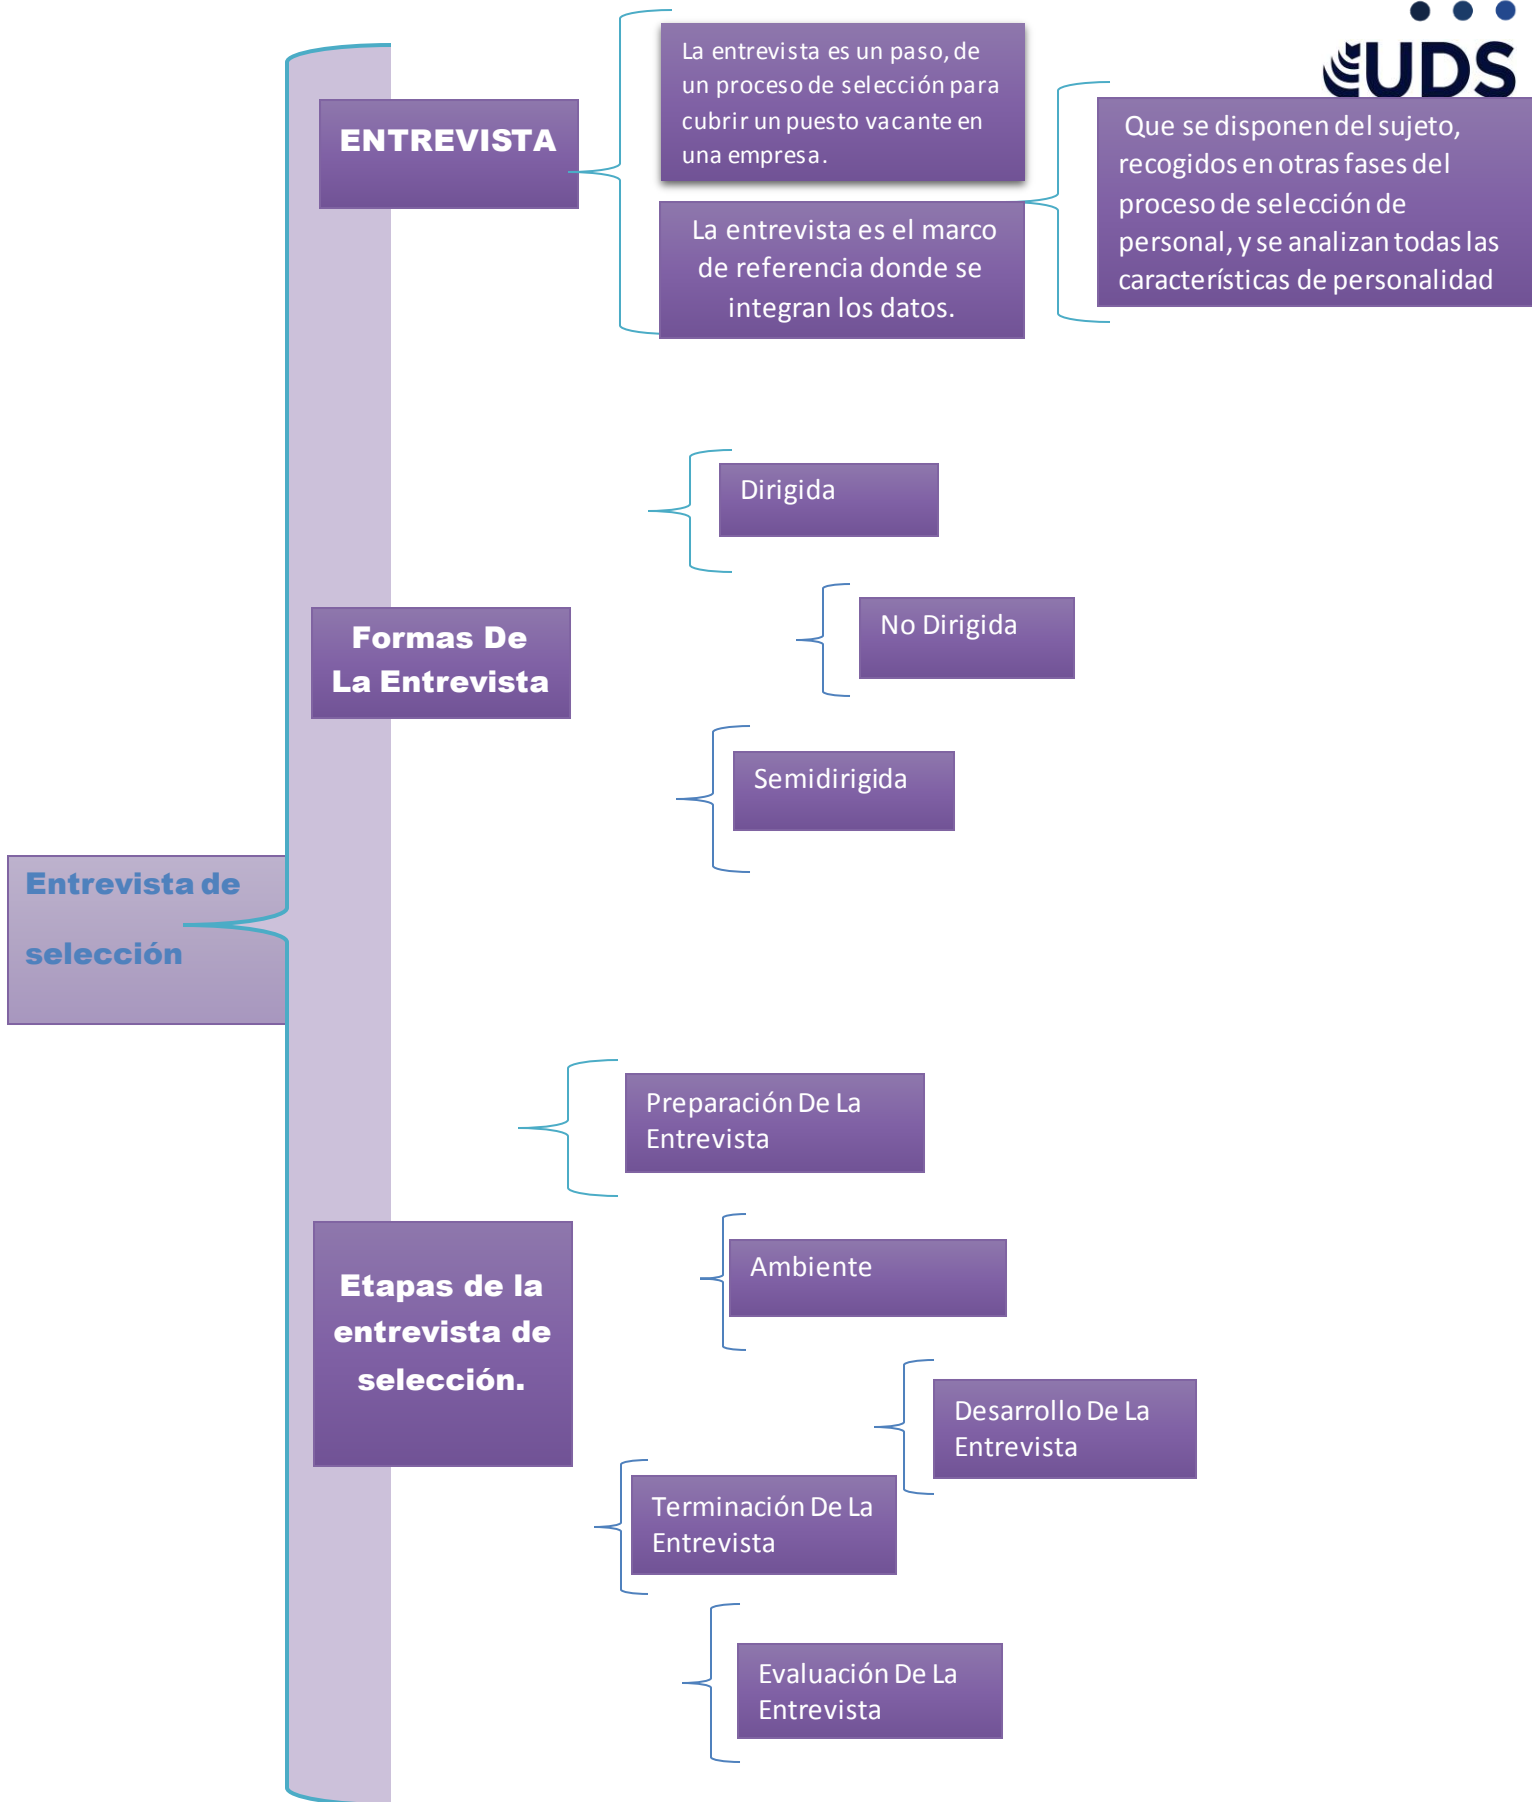 UDS
ENTREVISTA
La entrevista es un paso, de
un proceso de selección para
cubrir un puesto vacante en
una empresa.
La entrevista es el marco
de referencia donde se
integran los datos.
Que se disponen del sujeto,
recogidos en otras fases del
proceso de selección de
personal, y se analizan todas las
características de personalidad
Formas De
La Entrevista
Dirigida
No Dirigida
Semidirigida
Entrevista de
selección
Etapas de la
entrevista de
selección.
Preparación De La
Entrevista
Ambiente
Desarrollo De La
Entrevista
Terminación De La
Entrevista
Evaluación De La
Entrevista